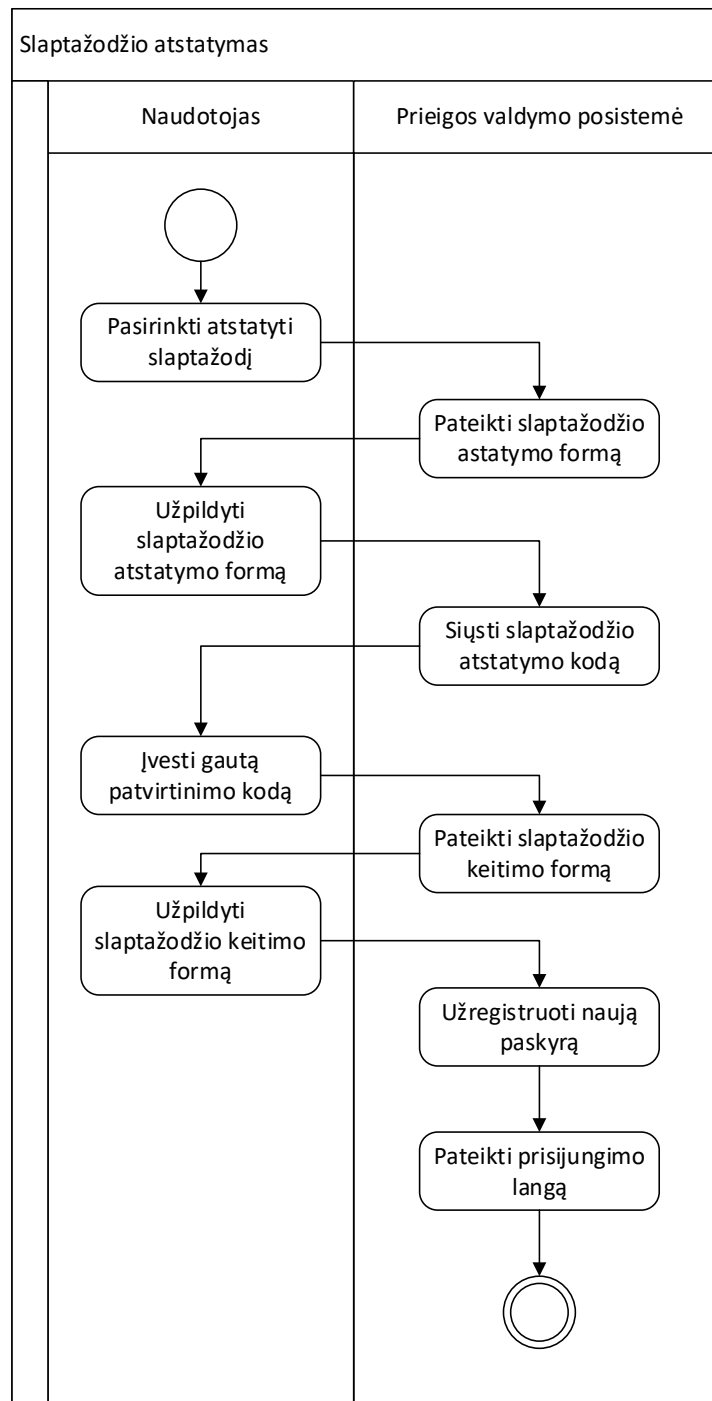 Slaptažodžio atstatymas
Naudotojas
Prieigos valdymo posistemė
Pasirinkti atstatyti
slaptažodį
Pateikti slaptažodžio
astatymo formą
Užpildyti
slaptažodžio
atstatymo formą
Siųsti slaptažodžio
atstatymo kodą
Įvesti gautą
patvirtinimo kodą
Pateikti slaptažodžio
keitimo formą
Užpildyti
slaptažodžio keitimo
formą
Užregistruoti naują
paskyrą
Pateikti prisijungimo
langą